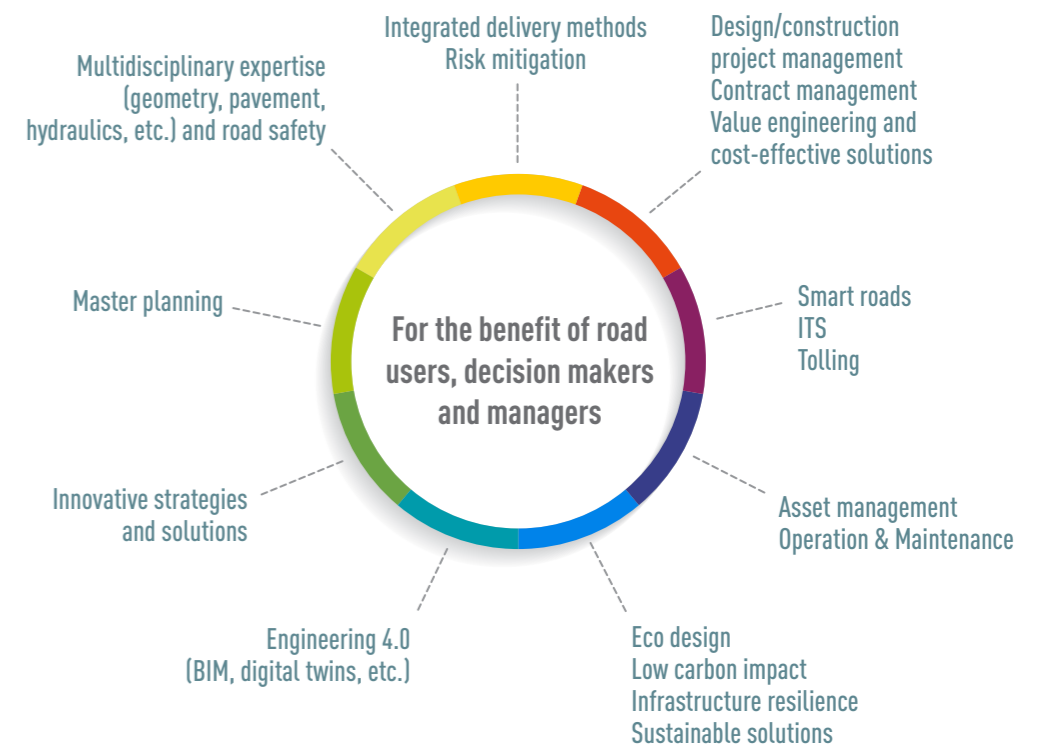 Integrated delivery methods
Risk mitigation
Design/construction
project management
Contract management
Value engineering and
cost-effective solutions
Multidisciplinary expertise
(geometry, pavement,
hydraulics, etc.) and road safety
Smart roads
ITS
Tolling
Master planning
For the benefit of road
users, decision makers
and managers
Innovative strategies
and solutions
Asset management
Operation & Maintenance
Engineering 4.0
(BIM, digital twins, etc.)
Eco design
Low carbon impact
Infrastructure resilience
Sustainable solutions